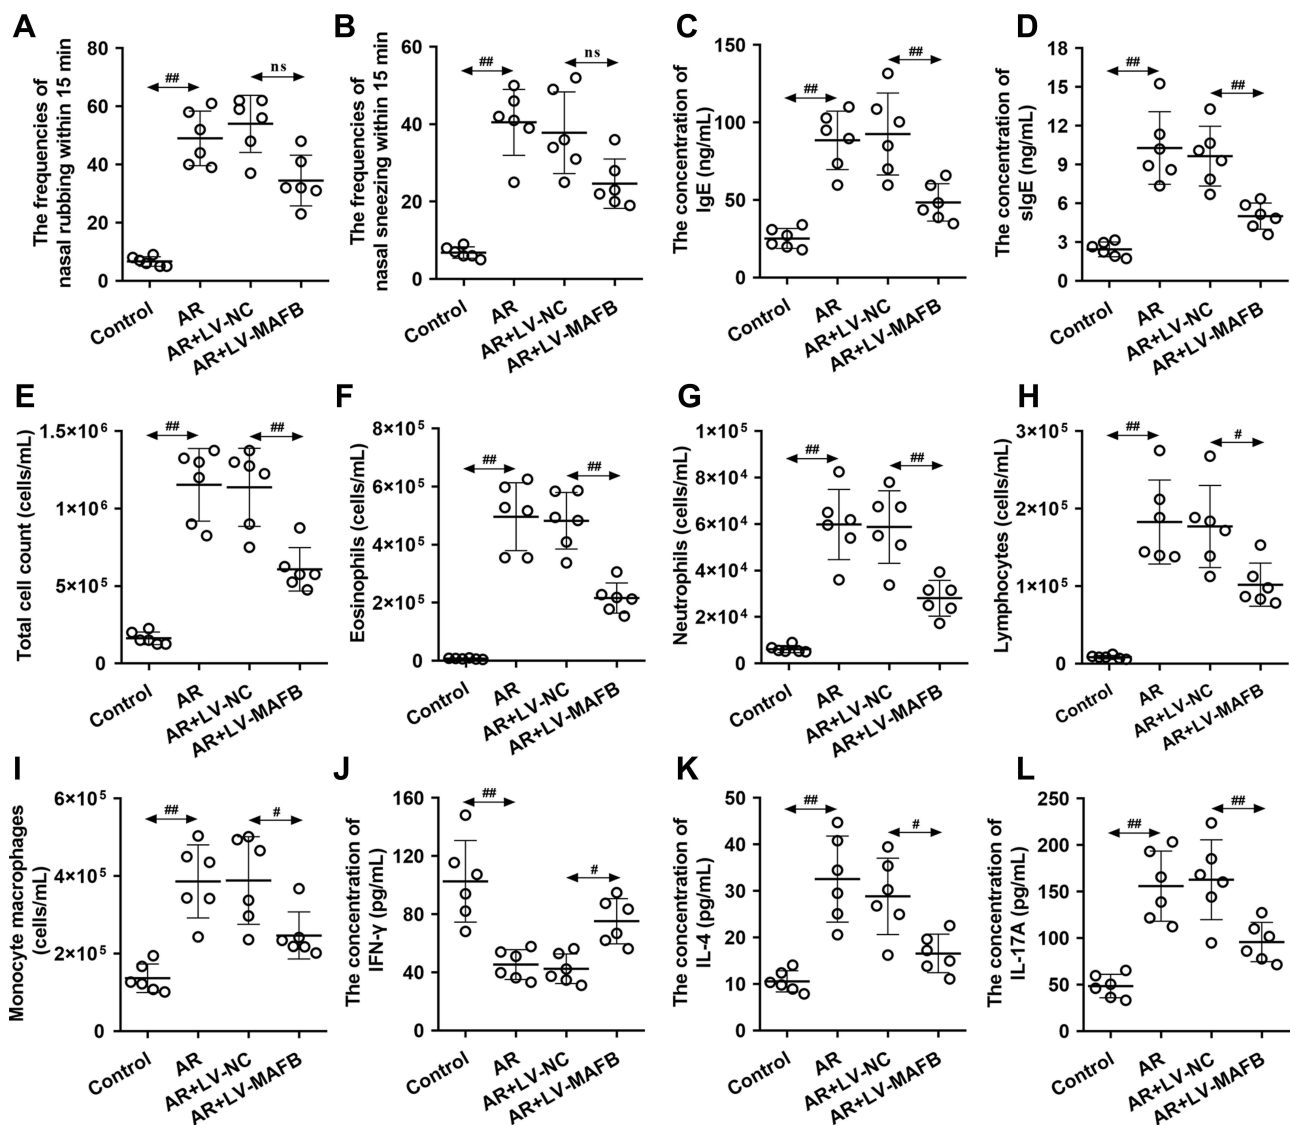 A
The frequencies of
nasal rubbing within 15 min
80
60
40
20
0
##
ns
Control
AR
AR+LV-NC
AR+LV-MAFB
B
The frequencies of
nasal sneezing within 15 min
60
40
20
0
##
ns
Control
AR
AR+LV-NC
AR+LV-MAFB
C
The concentration of
IgE (ng/mL)
150
100
50
0
##
##
Control
AR
AR+LV-NC
AR+LV-MAFB
D
The concentration of
sIgE (ng/mL)
18
15
12
9
6
3
0
##
##
Control
AR
AR+LV-NC
AR+LV-MAFB
E
Total cell count (cells/mL)
1.5×10⁶
1×10⁶
5×10⁵
0
##
##
Control
AR
AR+LV-NC
AR+LV-MAFB
F
Eosinophils (cells/mL)
8×10⁵
6×10⁵
4×10⁵
2×10⁵
0
##
##
Control
AR
AR+LV-NC
AR+LV-MAFB
G
Neutrophils (cells/mL)
1×10⁵
8×10⁴
6×10⁴
4×10⁴
2×10⁴
0
##
##
Control
AR
AR+LV-NC
AR+LV-MAFB
H
Lymphocytes (cells/mL)
3×10⁵
2×10⁵
1×10⁵
0
##
#
Control
AR
AR+LV-NC
AR+LV-MAFB
I
Monocyte macrophages
(cells/mL)
6×10⁵
4×10⁵
2×10⁵
0
##
#
Control
AR
AR+LV-NC
AR+LV-MAFB
J
The concentration of
IFN-γ (pg/mL)
160
120
80
40
0
##
#
Control
AR
AR+LV-NC
AR+LV-MAFB
K
The concentration of
IL-4 (pg/mL)
50
40
30
20
10
0
##
#
Control
AR
AR+LV-NC
AR+LV-MAFB
L
The concentration of
IL-17A (pg/mL)
250
200
150
100
50
0
##
##
Control
AR
AR+LV-NC
AR+LV-MAFB